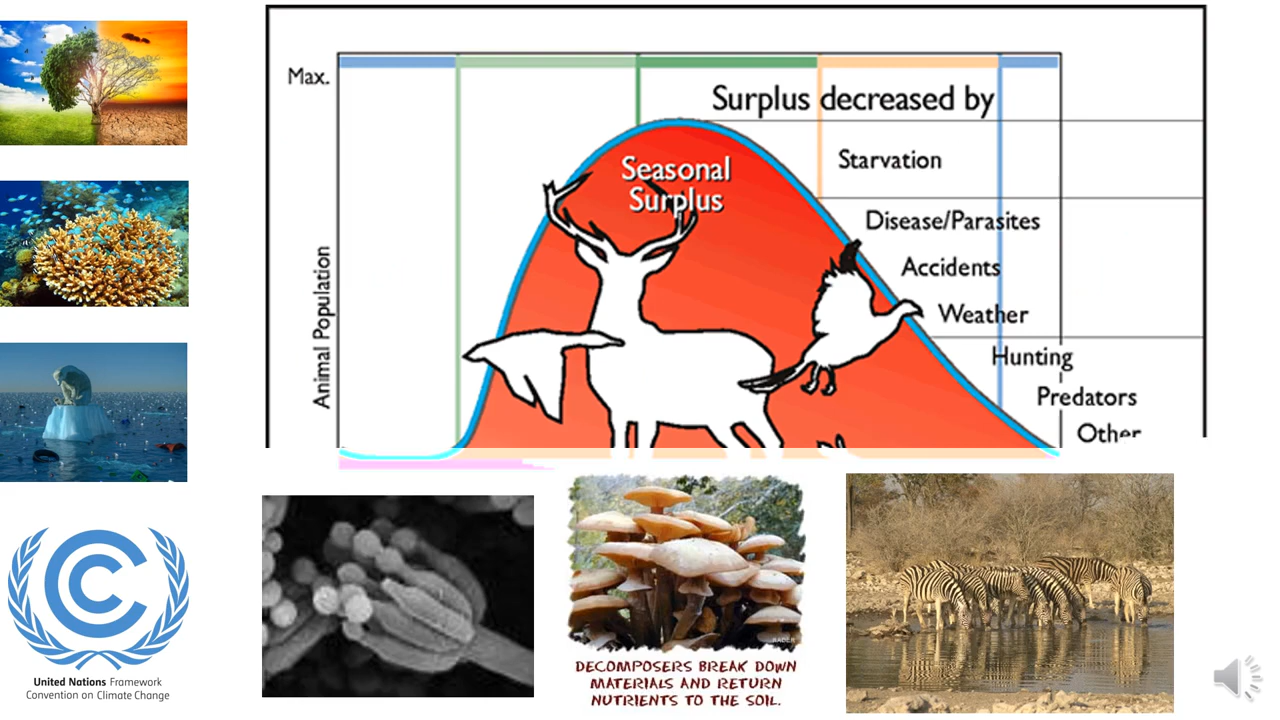 Max.
Surplus decreased by
Seasonal
Surplus
Starvation
Disease/Parasites
Accidents
Weather
Hunting
Predators
Other
Animal Population
RADER
DECOMPOSERS BREAK DOWN
MATERIALS AND RETURN
NUTRIENTS TO THE SOIL.
United Nations Framework
Convention on Climate Change